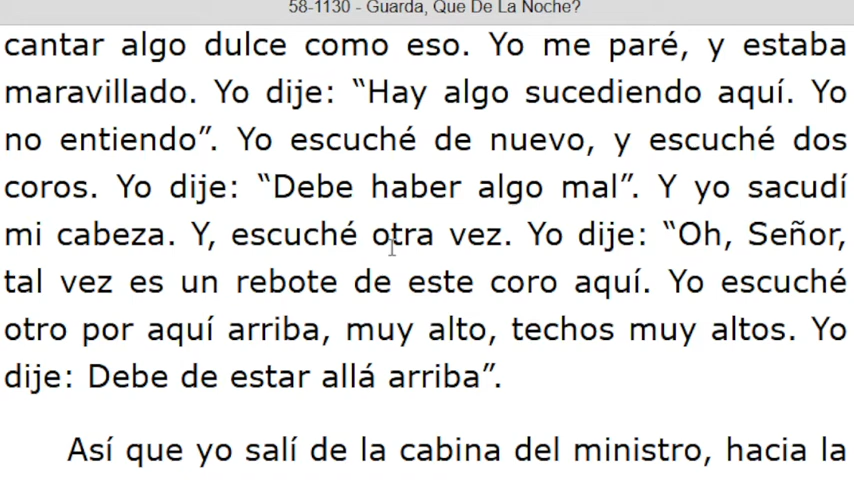 58-1130 - Guarda, Que De La Noche?
cantar algo dulce como eso. Yo me paré, y estaba
maravillado. Yo dije: “Hay algo sucediendo aquí. Yo
no entiendo”. Yo escuché de nuevo, y escuché dos
coros. Yo dije: “Debe haber algo mal”. Y yo sacudí
mi cabeza. Y, escuché otra vez. Yo dije: “Oh, Señor,
tal vez es un rebote de este coro aquí. Yo escuché
otro por aquí arriba, muy alto, techos muy altos. Yo
dije: Debe de estar allá arriba”.
Así que yo salí de la cabina del ministro, hacia la